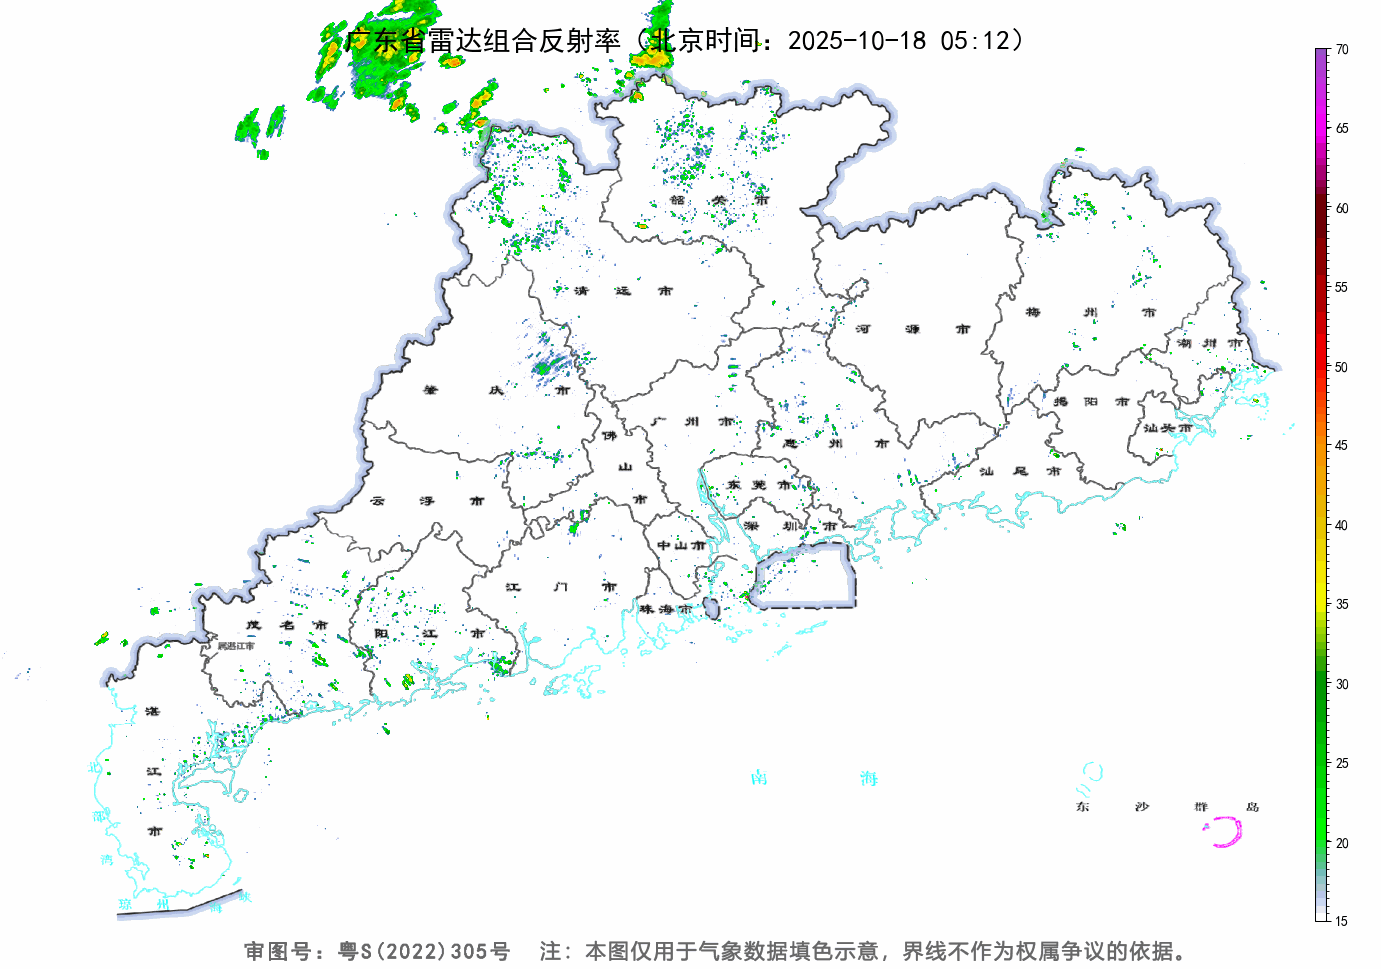 广东省雷达组合反射率（北京时间：2025-10-18 05:12）
70
65
60
55
50
45
40
35
30
25
20
15
韶关市
清远市
河源市
梅州市
潮州市
肇庆市
广州市
惠州市
揭阳市
汕头市
佛山市
云浮市
东莞市
汕尾市
深圳市
中山市
江门市
珠海市
茂名市
阳江市
属湛江市
湛江市
南海
东沙群岛
北部湾
琼州海峡
审图号：粤S(2022)305号 注：本图仅用于气象数据填色示意，界线不作为权属争议的依据。